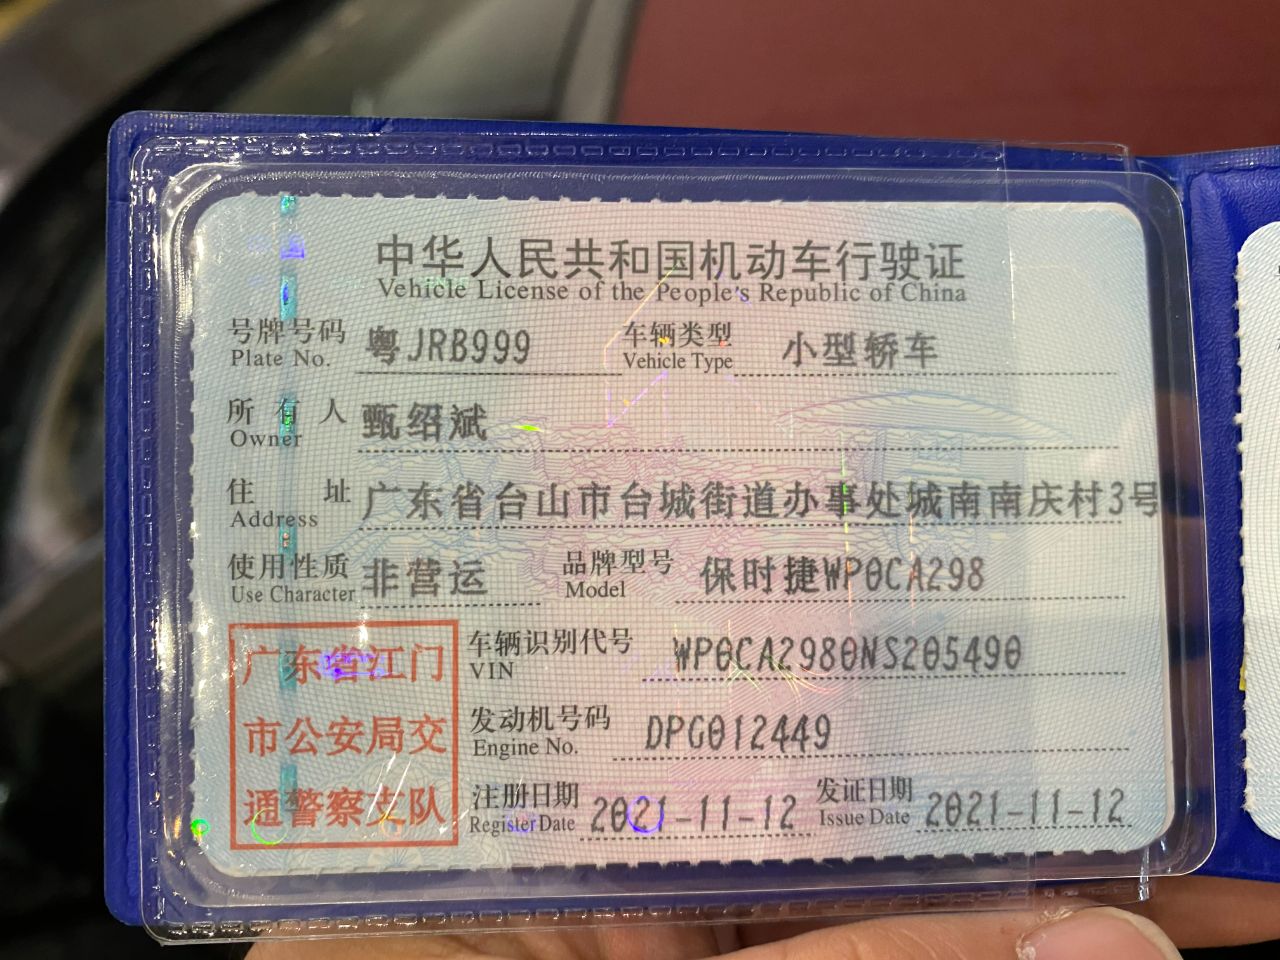 中华人民共和国机动车行驶证
Vehicle License of the People's Republic of China
号牌号码 粤JRB999 车辆类型 小型轿车
Plate No. Vehicle Type
所有人 甄绍斌
Owner
住址 广东省台山市台城街道办事处城南南庆村3号
Address
使用性质 非营运 品牌型号 保时捷WP0CA298
Use Character Model
广东省江门
市公安局交
通警察支队
车辆识别代号 WP0CA2980NS205490
VIN
发动机号码 DPG012449
Engine No.
注册日期 2021-11-12 发证日期 2021-11-12
Register Date Issue Date